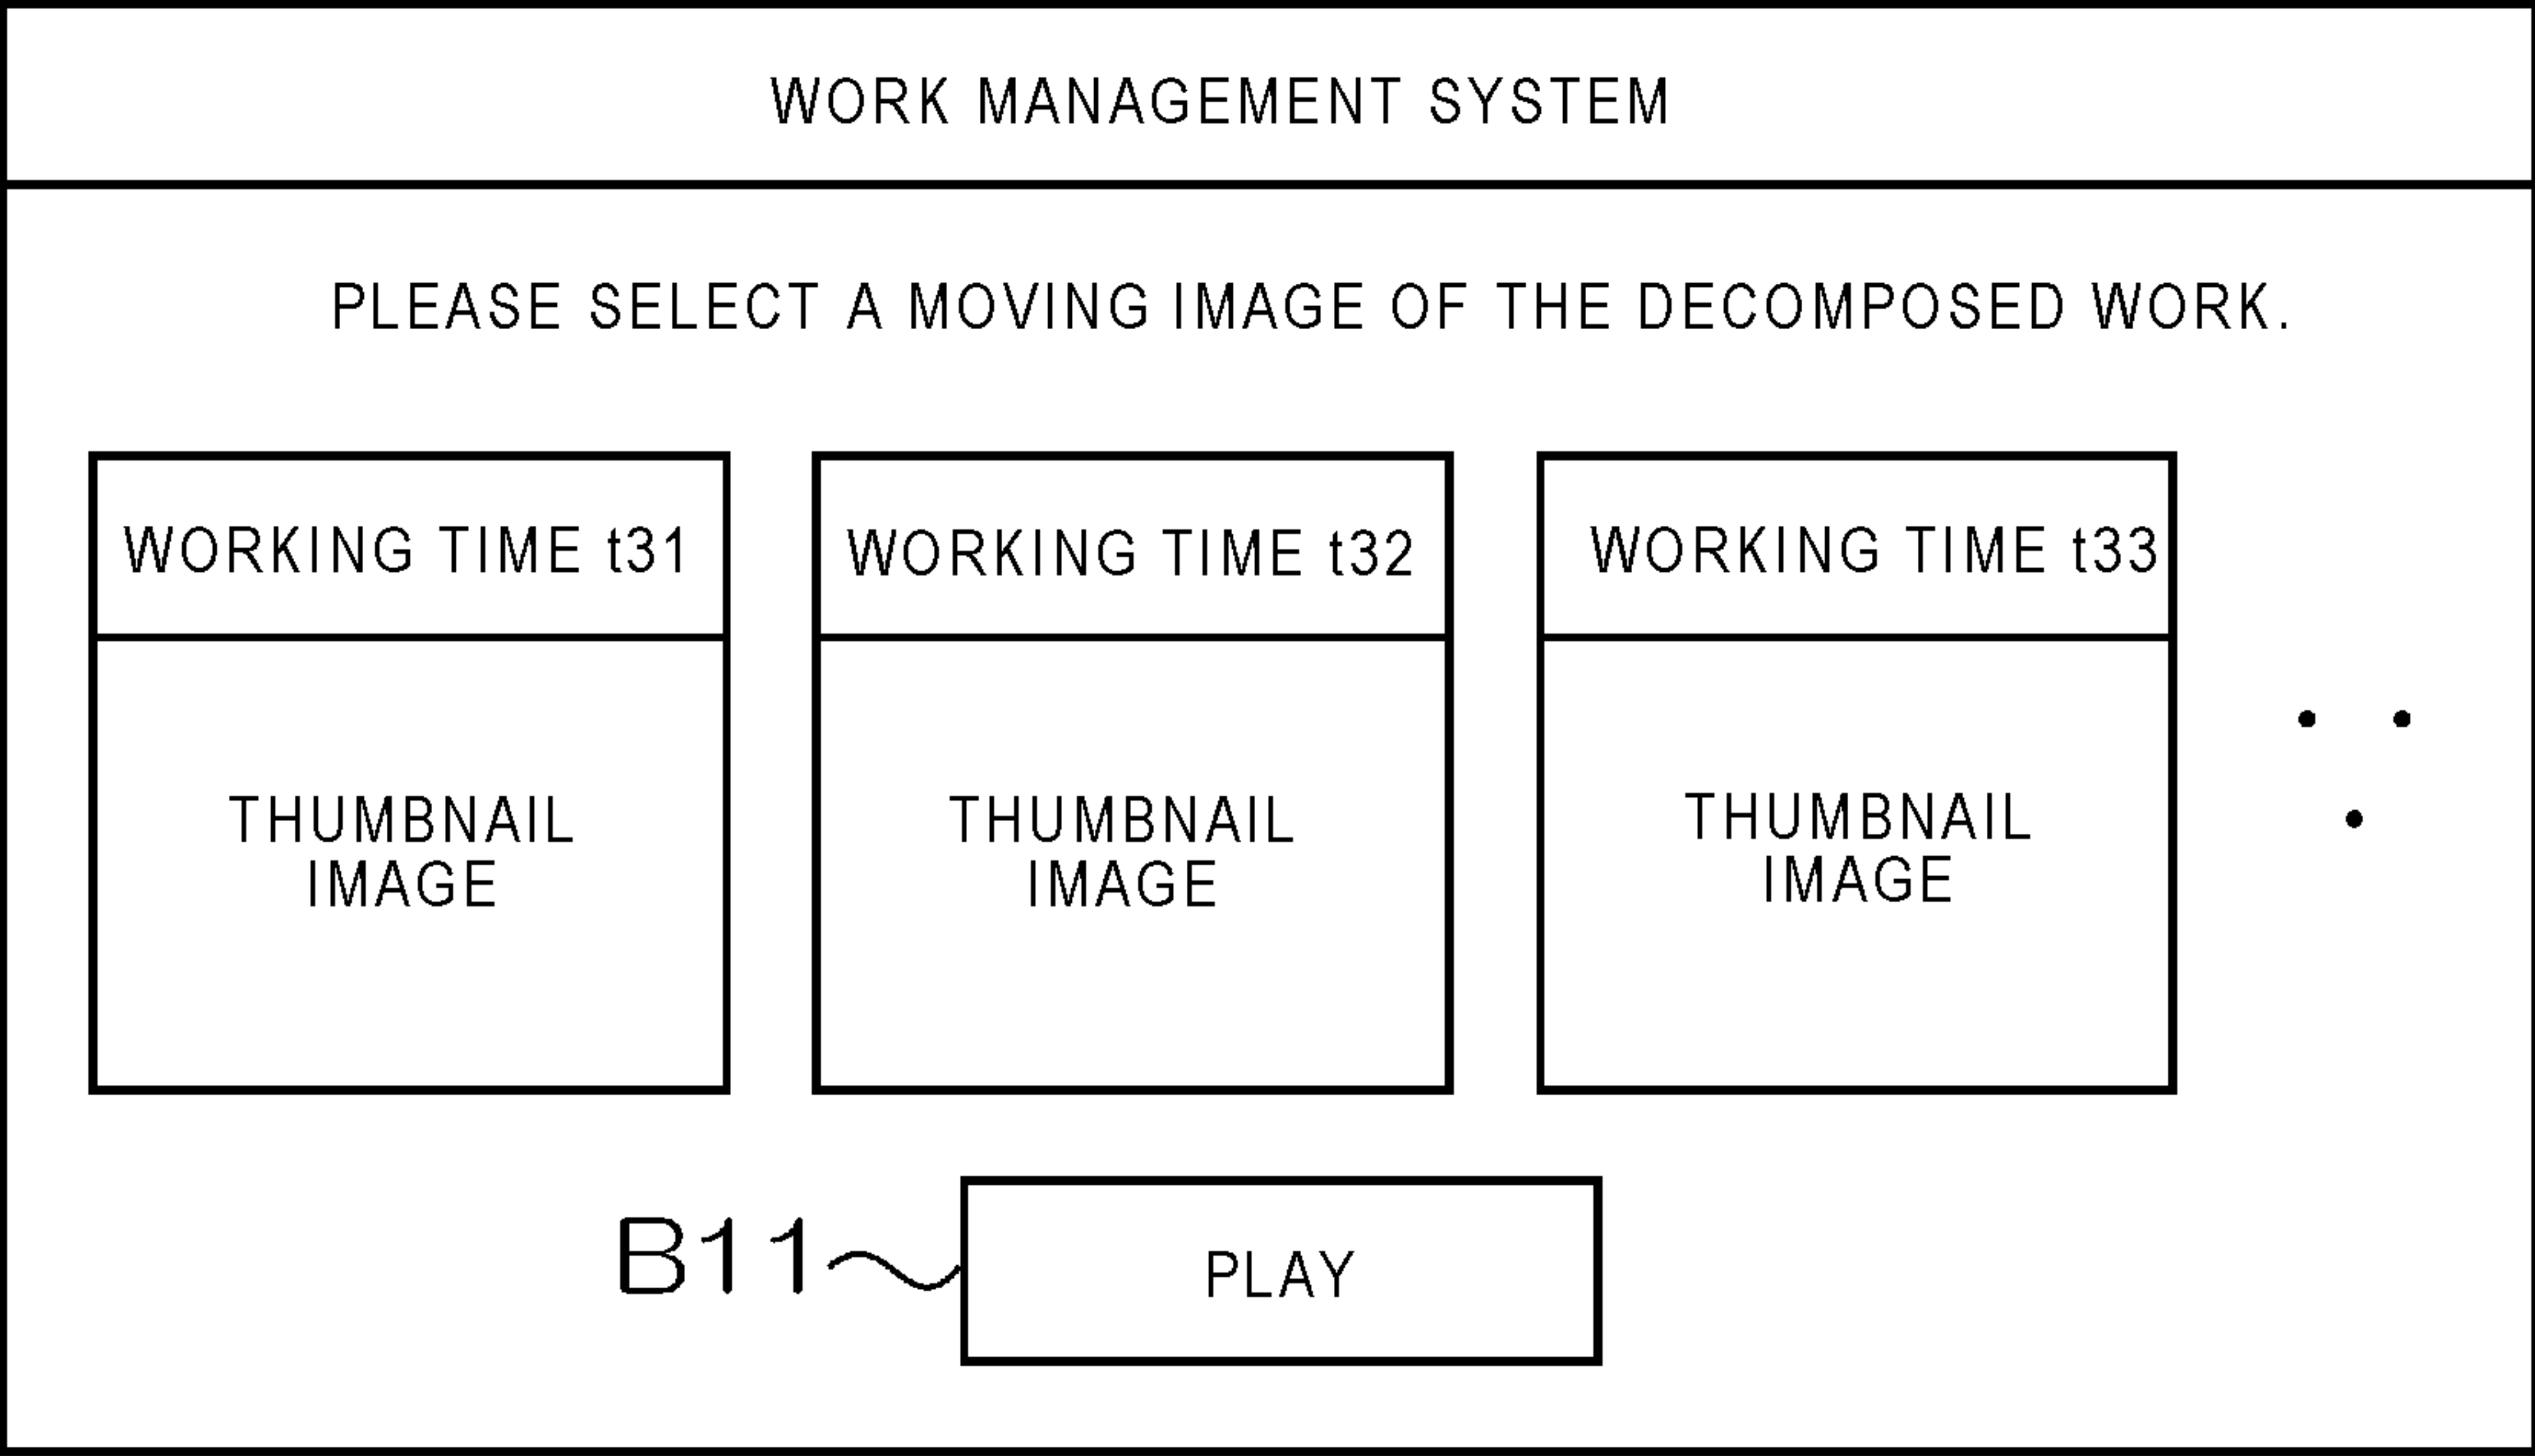 WORK MANAGEMENT SYSTEM
PLEASE SELECT A MOVING IMAGE OF THE DECOMPOSED WORK.
WORKING TIME t31
THUMBNAIL
IMAGE
WORKING TIME t32
THUMBNAIL
IMAGE
WORKING TIME t33
THUMBNAIL
IMAGE
B11
PLAY